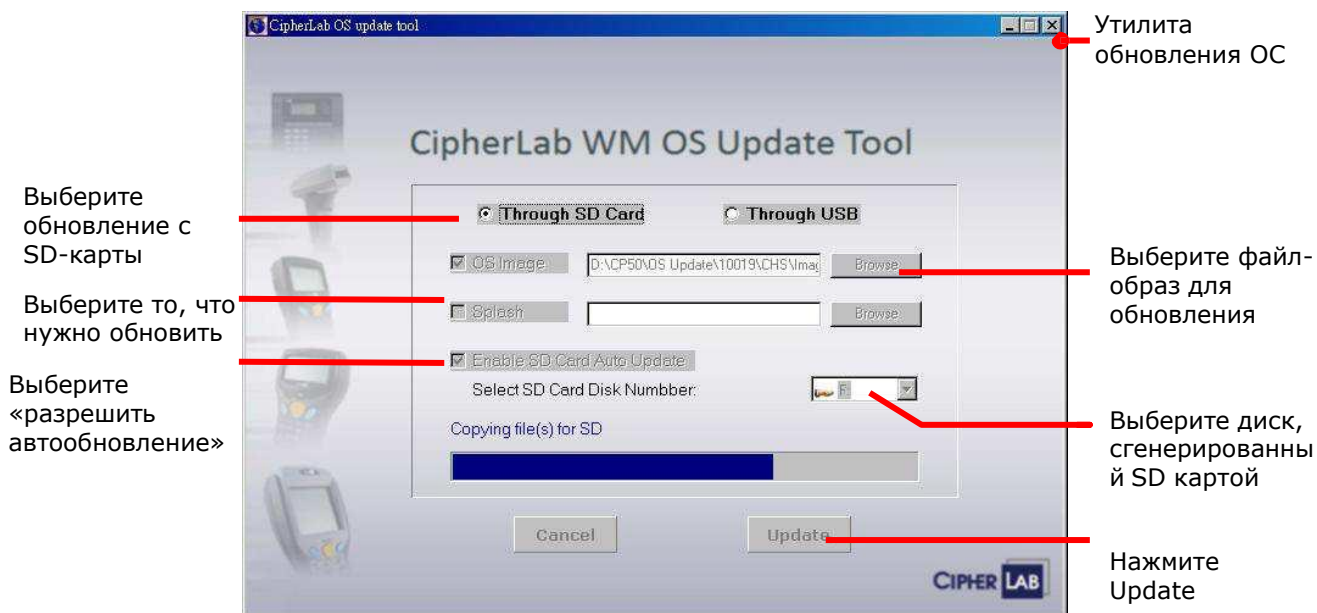 CipherLab OS update tool
Утилита
обновления ОС
CipherLab WM OS Update Tool
Выберите
обновление с
SD-карты
Through SD Card
Through USB
OS Image
D:\CP50\OS Update\10019\CHS\Imag
Browse
Выберите файл-
образ для
обновления
Выберите то, что
нужно обновить
Splash
Browse
Выберите
«разрешить
автообновление»
Enable SD Card Auto Update
Select SD Card Disk Numbber:
F:
Выберите диск,
сгенерированны
й SD картой
Copying file(s) for SD
Cancel
Update
Нажмите
Update
CIPHER LAB